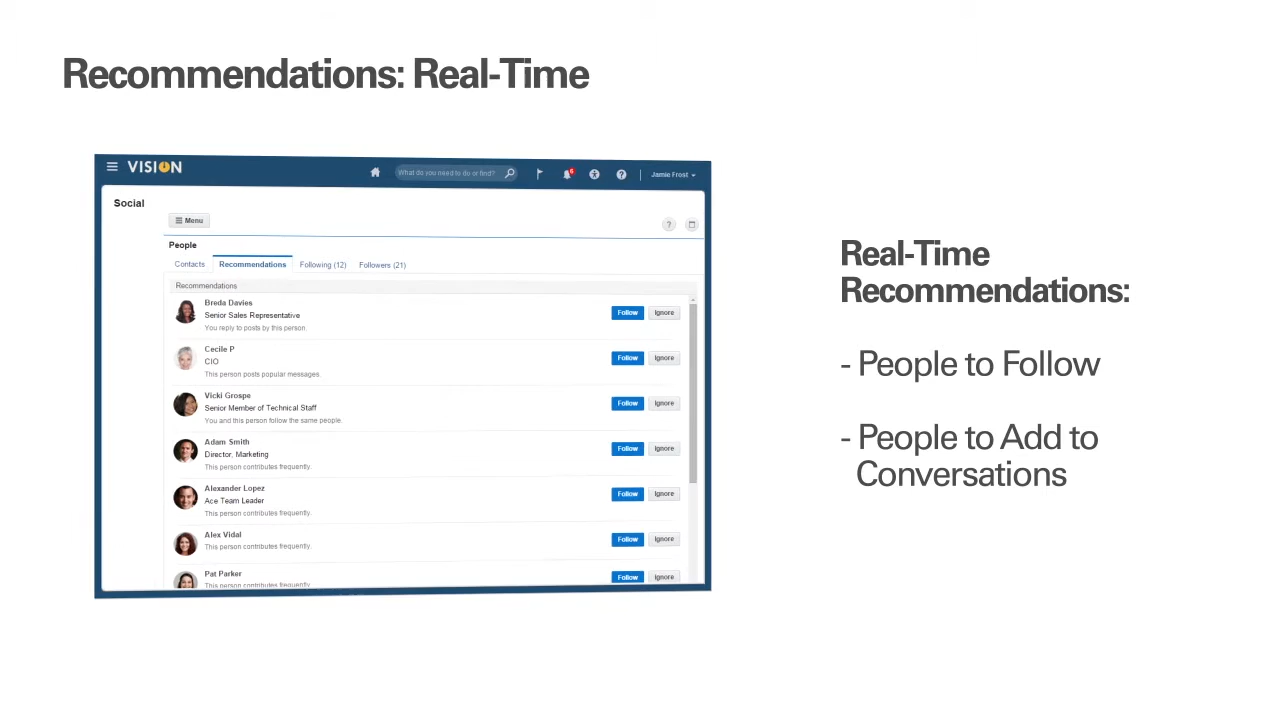 Recommendations: Real-Time
VISION
What do you need to do or find?
6
Jamie Frost
Social
Menu
?
People
Contacts
Recommendations
Following (12)
Followers (21)
Recommendations
Breda Davies
Senior Sales Representative
You reply to posts by this person.
Follow
Ignore
Cecile P
CIO
This person posts popular messages.
Follow
Ignore
Vicki Grospe
Senior Member of Technical Staff
You and this person follow the same people.
Follow
Ignore
Adam Smith
Director, Marketing
This person contributes frequently.
Follow
Ignore
Alexander Lopez
Ace Team Leader
This person contributes frequently.
Follow
Ignore
Alex Vidal
This person contributes frequently.
Follow
Ignore
Pat Parker
This person contributes frequently.
Follow
Ignore
Real-Time
Recommendations:
- People to Follow
- People to Add to
Conversations